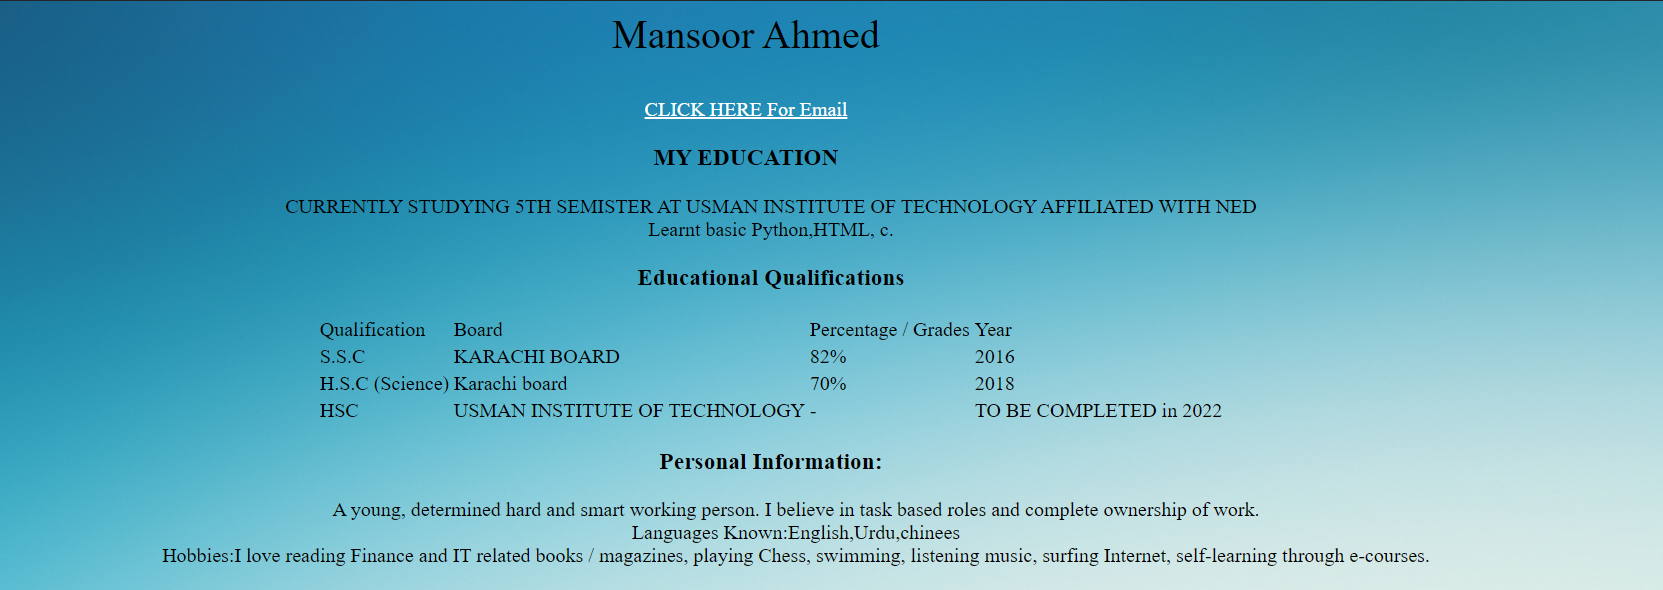 Mansoor Ahmed
CLICK HERE For Email
MY EDUCATION
CURRENTLY STUDYING 5TH SEMISTER AT USMAN INSTITUTE OF TECHNOLOGY AFFILIATED WITH NED
Learnt basic Python,HTML, c.
Educational Qualifications
Qualification Board Percentage / Grades Year
S.S.C KARACHI BOARD 82% 2016
H.S.C (Science) Karachi board 70% 2018
HSC USMAN INSTITUTE OF TECHNOLOGY - TO BE COMPLETED in 2022
Personal Information:
A young, determined hard and smart working person. I believe in task based roles and complete ownership of work.
Languages Known:English,Urdu,chinees
Hobbies:I love reading Finance and IT related books / magazines, playing Chess, swimming, listening music, surfing Internet, self-learning through e-courses.